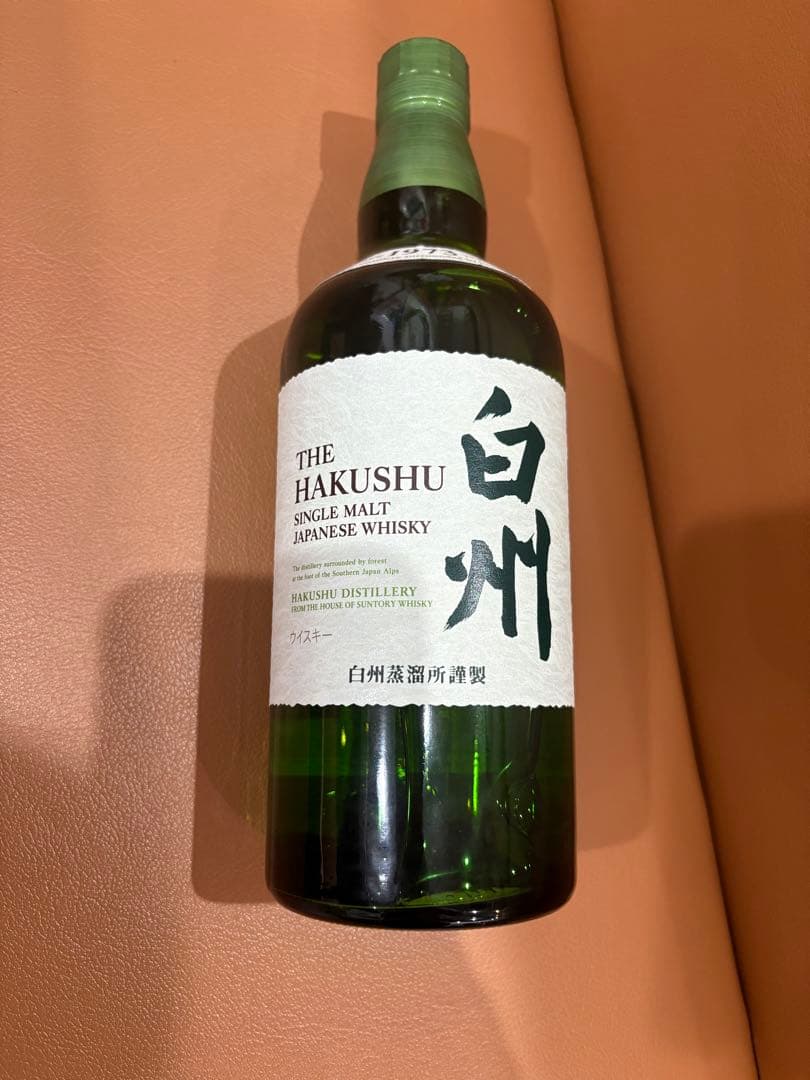 1973
THE
HAKUSHU
SINGLE MALT
JAPANESE WHISKY
The distillery surrounded by forest
at the foot of the Southern Japan Alps
HAKUSHU DISTILLERY
FROM THE HOUSE OF SUNTORY WHISKY
ウイスキー
白州
白州蒸溜所謹製